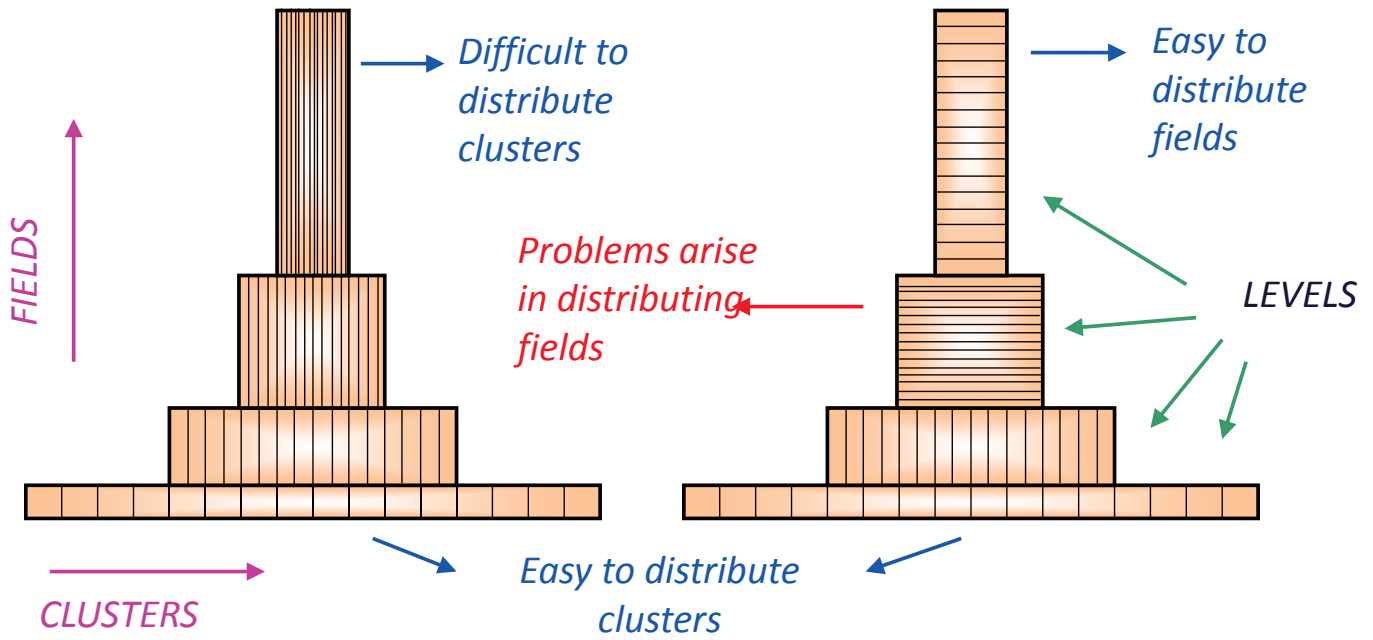 Difficult to
distribute
clusters
Easy to
distribute
fields
FIELDS
Problems arise
in distributing
fields
LEVELS
Easy to distribute
clusters
CLUSTERS